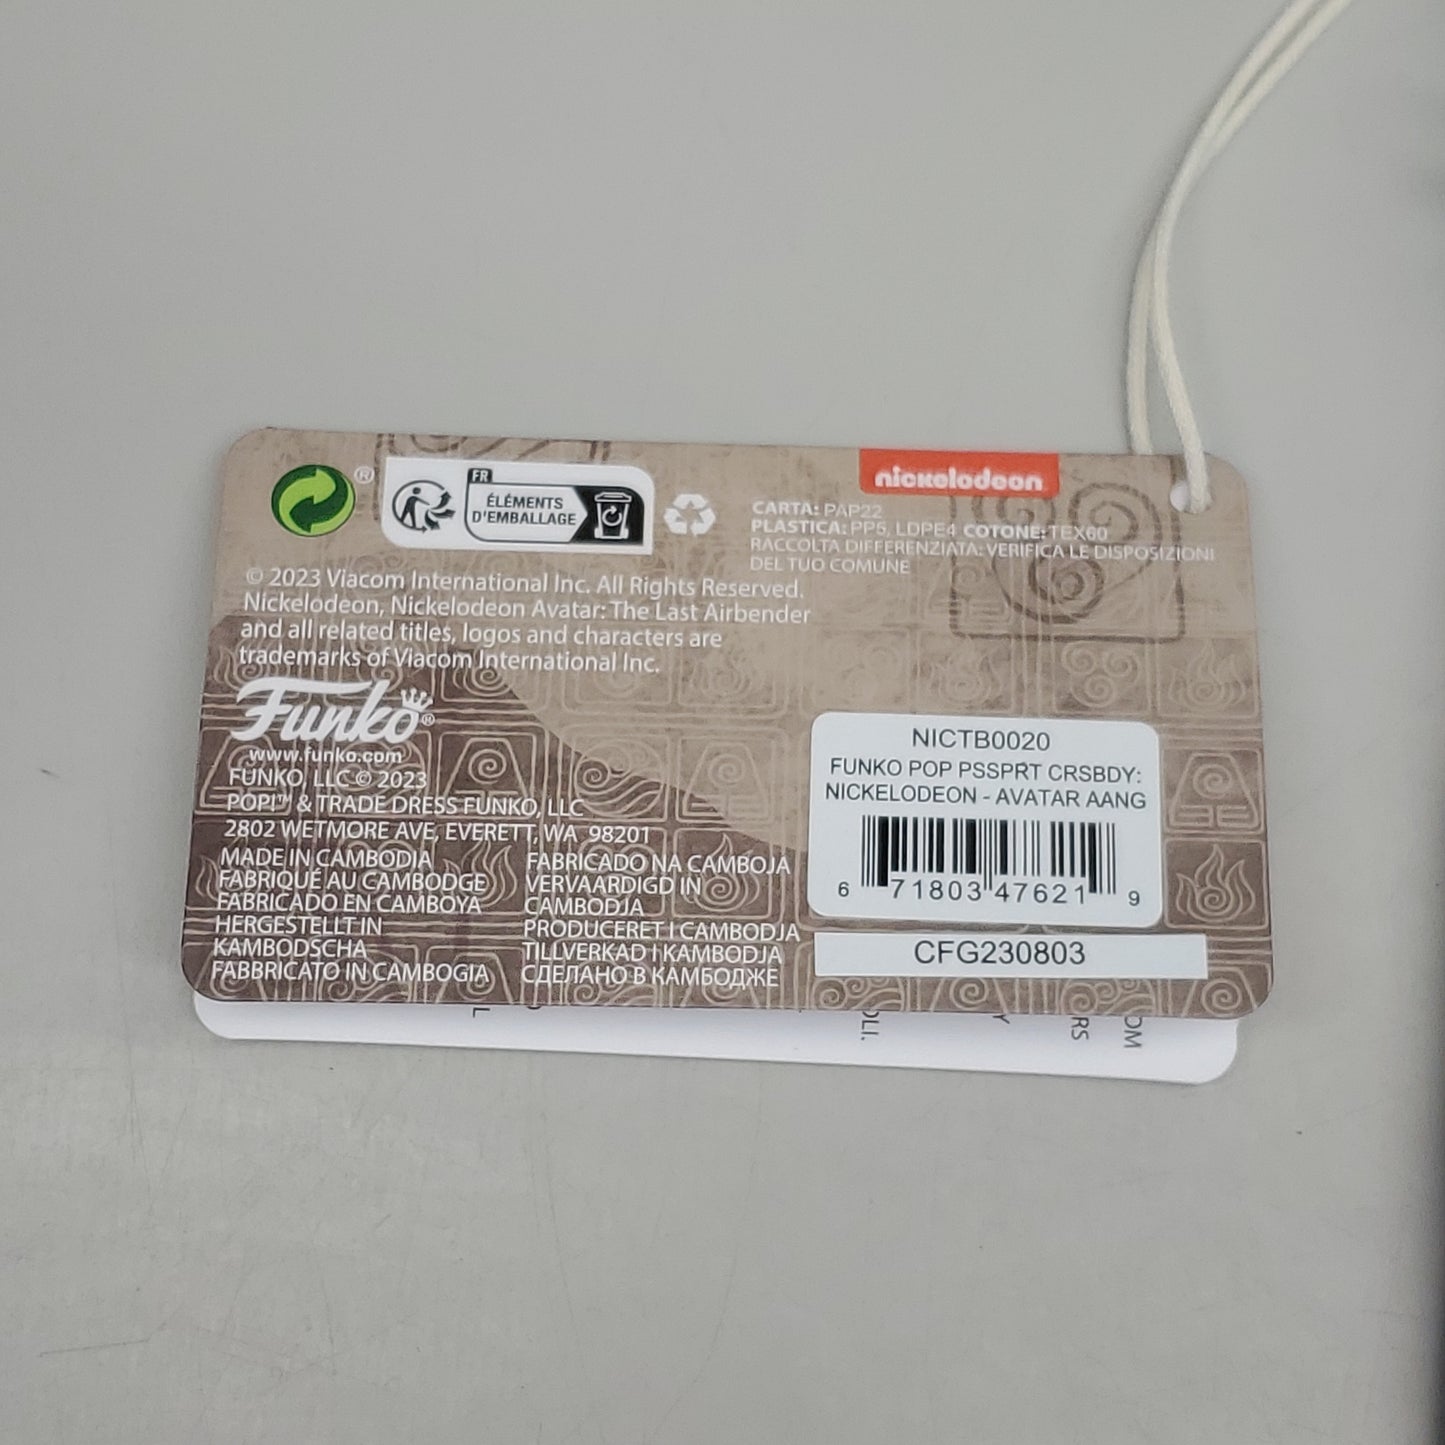 ®
FR
ÉLÉMENTS
D'EMBALLAGE
nickelodeon
CARTA: PAP22
PLASTICA: PP5, LDPE4 COTONE: TEX60
RACCOLTA DIFFERENZIATA: VERIFICA LE DISPOSIZIONI
DEL TUO COMUNE
© 2023 Viacom International Inc. All Rights Reserved.
Nickelodeon, Nickelodeon Avatar: The Last Airbender
and all related titles, logos and characters are
trademarks of Viacom International Inc.
Funko®
www.funko.com
FUNKO, LLC © 2023
POP!™ & TRADE DRESS FUNKO, LLC
2802 WETMORE AVE, EVERETT, WA 98201
MADE IN CAMBODIA
FABRIQUÉ AU CAMBODGE
FABRICADO EN CAMBOYA
HERGESTELLT IN
KAMBODSCHA
FABBRICATO IN CAMBOGIA
FABRICADO NA CAMBOJA
VERVAARDIGD IN
CAMBODJA
PRODUCERET I CAMBODJA
TILLVERKAD I KAMBODJA
СДЕЛАНО В КАМБОДЖЕ
NICTB0020
FUNKO POP PSSPRT CRSBDY:
NICKELODEON - AVATAR AANG
6 71803 47621 9
CFG230803